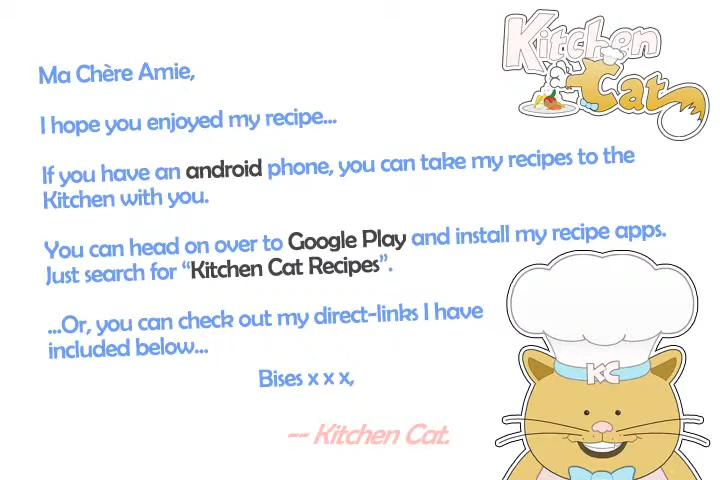 Kitchen
Cat
Ma Chère Amie,
I hope you enjoyed my recipe...
If you have an android phone, you can take my recipes to the
Kitchen with you.
You can head on over to Google Play and install my recipe apps.
Just search for “Kitchen Cat Recipes”.
...Or, you can check out my direct-links I have
included below...
Bises x x x,
-- Kitchen Cat.
KC